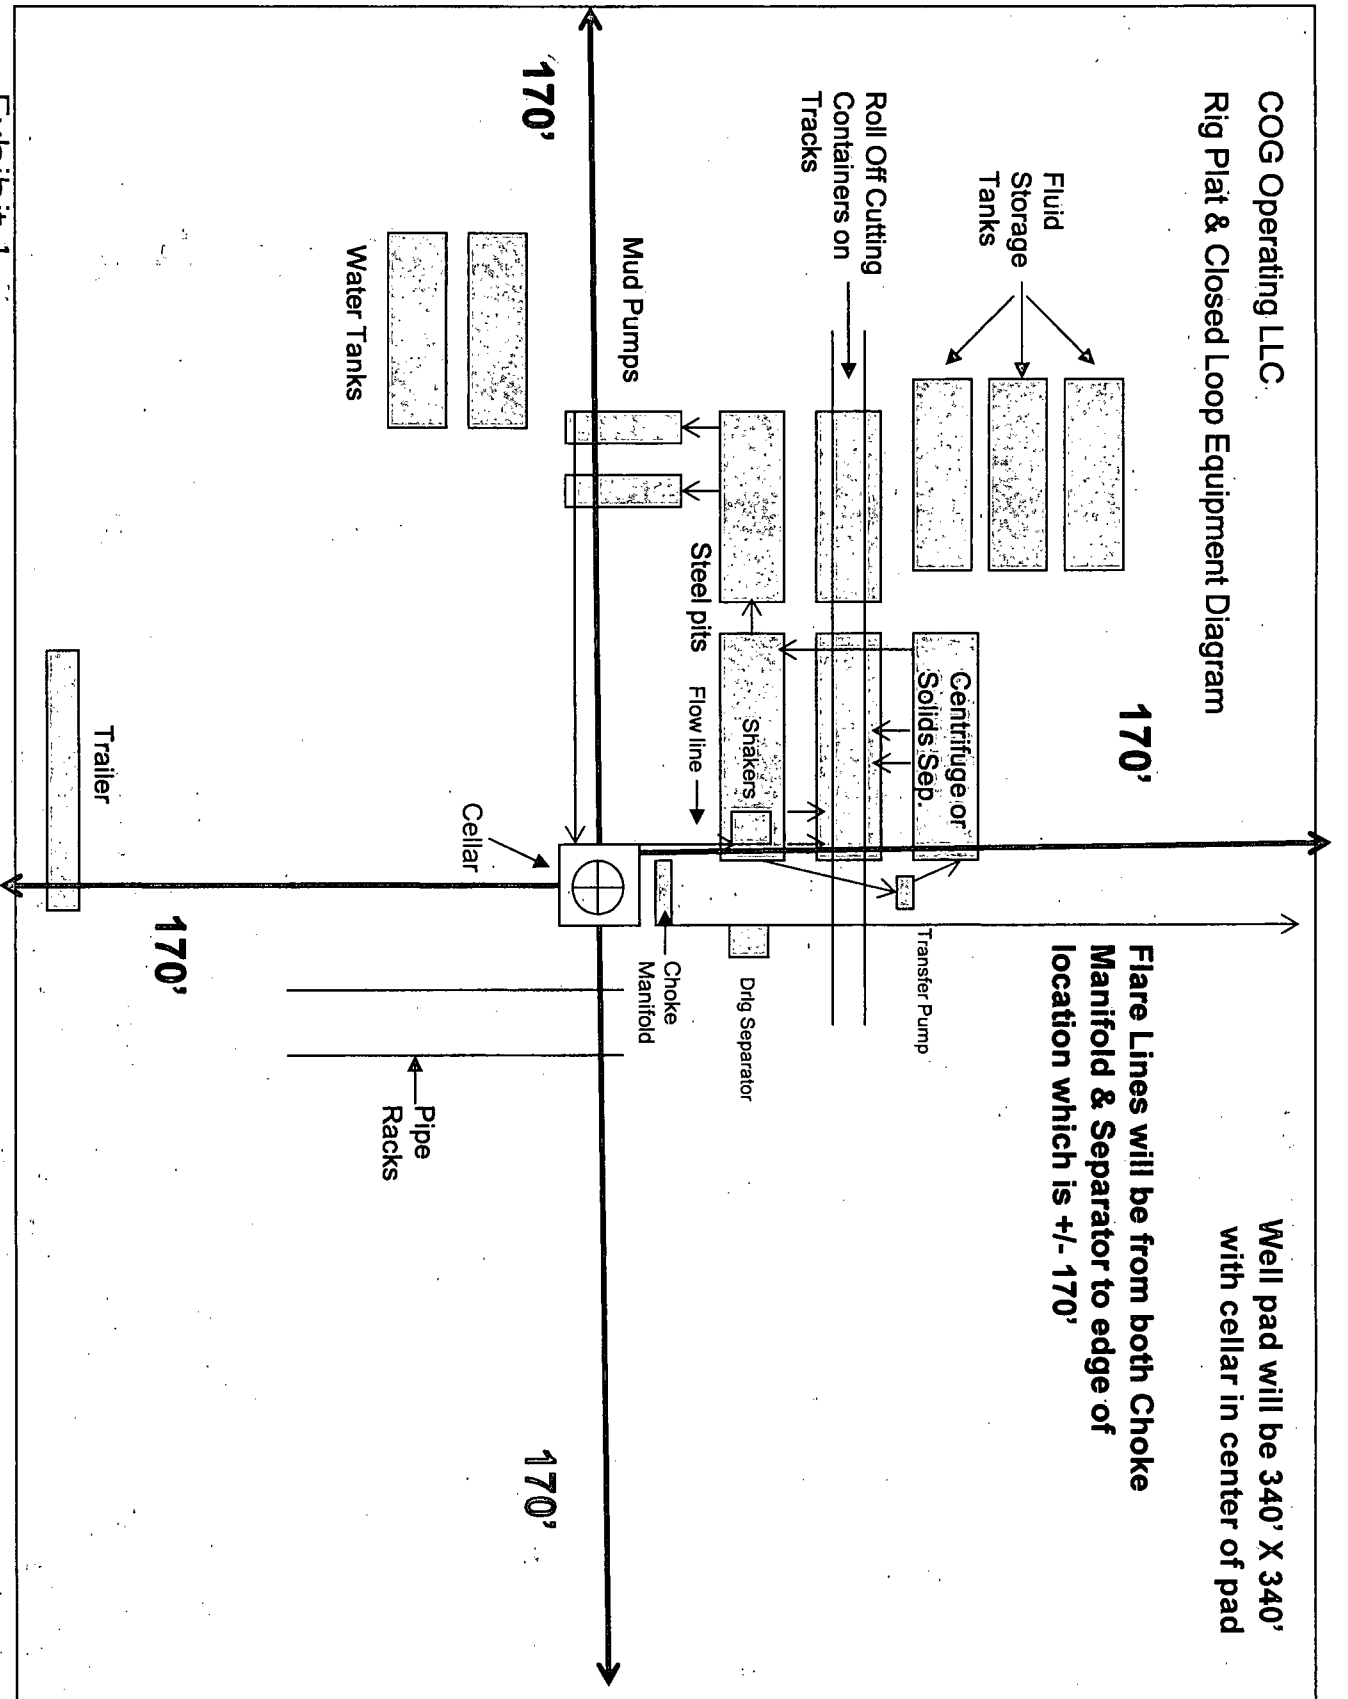 COG Operating LLC
Rig Plat & Closed Loop Equipment Diagram
Well pad will be 340' X 340'
with cellar in center of pad
170'
Flare Lines will be from both Choke
Manifold & Separator to edge of
location which is +/- 170'
Fluid
Storage
Tanks
Roll Off Cutting
Containers on
Tracks
Centrifuge or
Solids Sep.
Transfer Pump
Shakers
Drlg Separator
Steel pits
Flow line
Choke
Manifold
Mud Pumps
170'
170'
Cellar
Water Tanks
Pipe
Racks
170'
Trailer
Exhibit 1